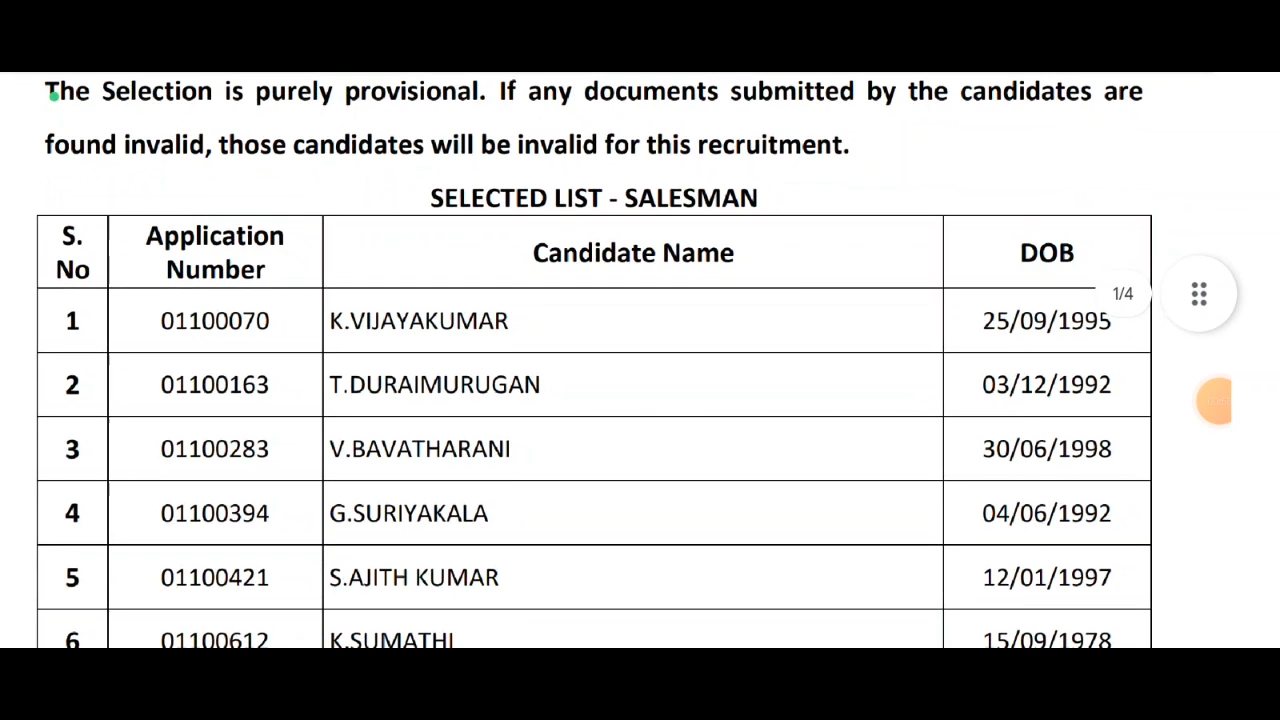 The Selection is purely provisional. If any documents submitted by the candidates are
found invalid, those candidates will be invalid for this recruitment.
SELECTED LIST - SALESMAN
S. No Application Number Candidate Name DOB
1/4
1 01100070 K.VIJAYAKUMAR 25/09/1995
2 01100163 T.DURAIMURUGAN 03/12/1992
3 01100283 V.BAVATHARANI 30/06/1998
4 01100394 G.SURIYAKALA 04/06/1992
5 01100421 S.AJITH KUMAR 12/01/1997
6 01100612 K.SUMATHI 15/09/1978